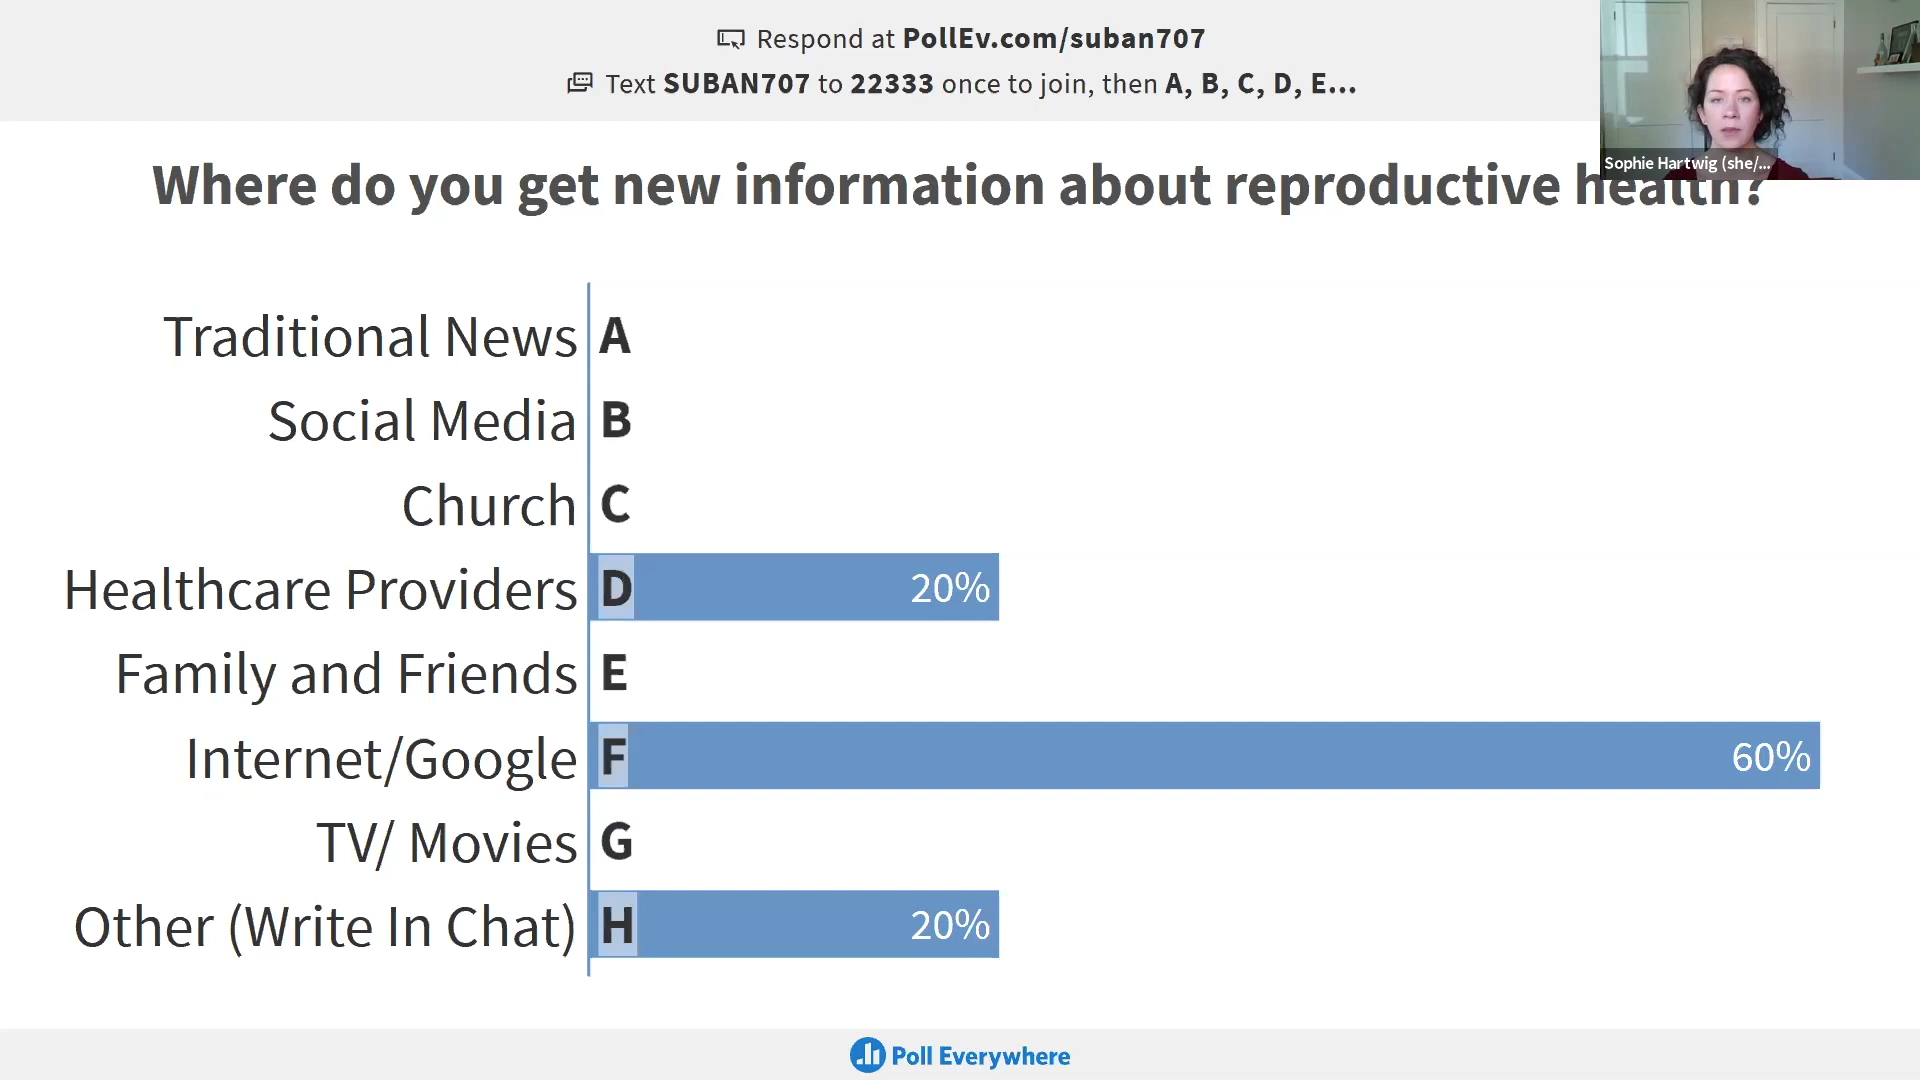 Respond at PollEv.com/suban707
Text SUBAN707 to 22333 once to join, then A, B, C, D, E...
Sophie Hartwig (she/...
Where do you get new information about reproductive health?
Traditional News A
Social Media B
Church C
Healthcare Providers D 20%
Family and Friends E
Internet/Google F 60%
TV/ Movies G
Other (Write In Chat) H 20%
Poll Everywhere